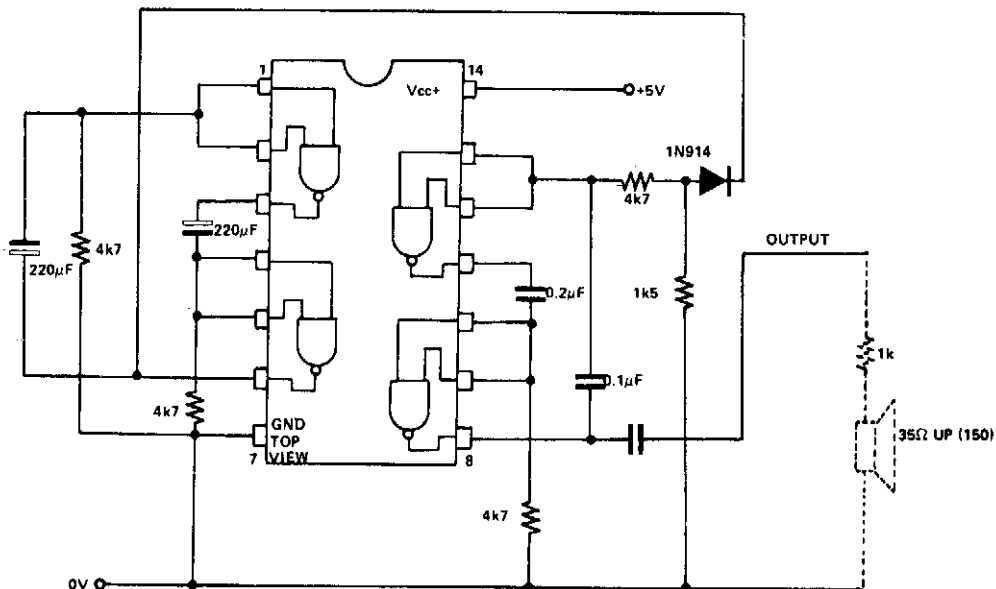 1
14
Vcc+
+5V
1N914
4k7
220µF
4k7
220µF
OUTPUT
0.2µF
1k5
1k
0.1µF
4k7
GND
TOP
VIEW
7
8
35Ω UP (150)
4k7
0V